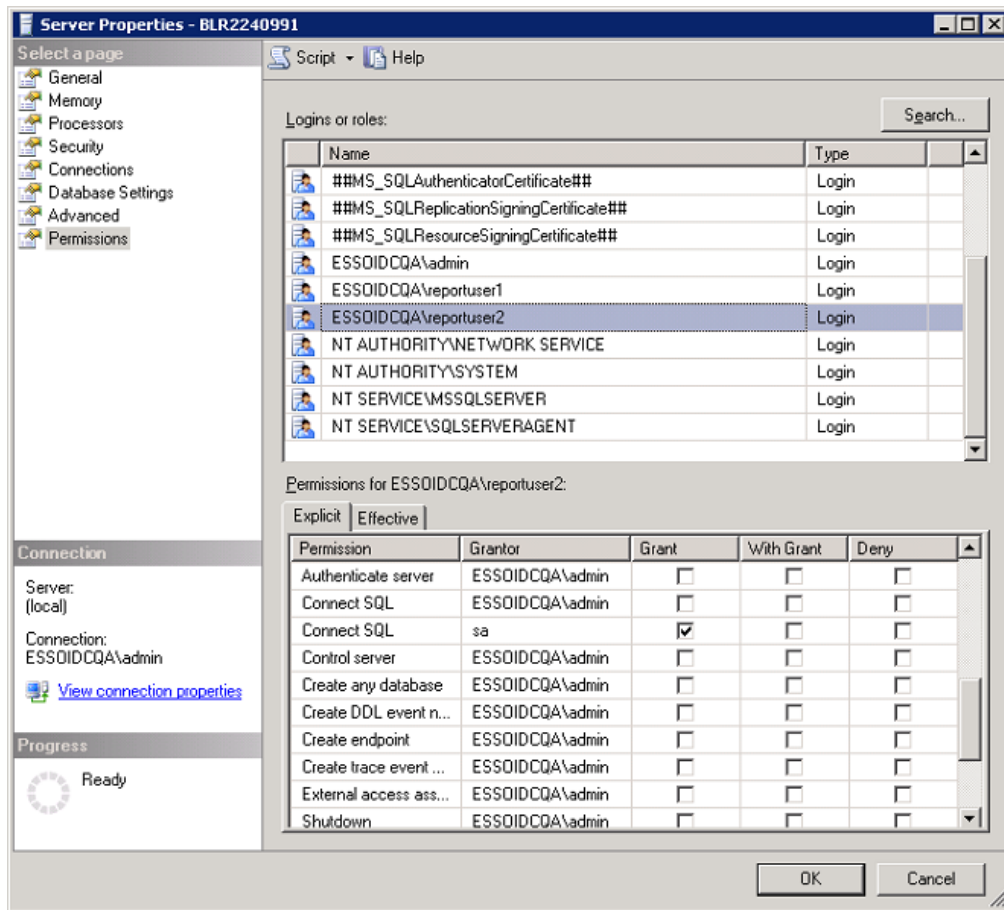 Server Properties - BLR2240991
Select a page
General
Memory
Processors
Security
Connections
Database Settings
Advanced
Permissions
Connection
Server:
(local)
Connection:
ESSOIDCQA\admin
View connection properties
Progress
Ready
Script Help
Logins or roles:
Search...
Name Type
##MS_SQLAuthenticatorCertificate## Login
##MS_SQLReplicationSigningCertificate## Login
##MS_SQLResourceSigningCertificate## Login
ESSOIDCQA\admin Login
ESSOIDCQA\reportuser1 Login
ESSOIDCQA\reportuser2 Login
NT AUTHORITY\NETWORK SERVICE Login
NT AUTHORITY\SYSTEM Login
NT SERVICE\MSSQLSERVER Login
NT SERVICE\SQLSERVERAGENT Login
Permissions for ESSOIDCQA\reportuser2:
Explicit Effective
Permission Grantor Grant With Grant Deny
Authenticate server ESSOIDCQA\admin
Connect SQL ESSOIDCQA\admin
Connect SQL sa
Control server ESSOIDCQA\admin
Create any database ESSOIDCQA\admin
Create DDL event n... ESSOIDCQA\admin
Create endpoint ESSOIDCQA\admin
Create trace event ... ESSOIDCQA\admin
External access ass... ESSOIDCQA\admin
Shutdown ESSOIDCQA\admin
OK Cancel